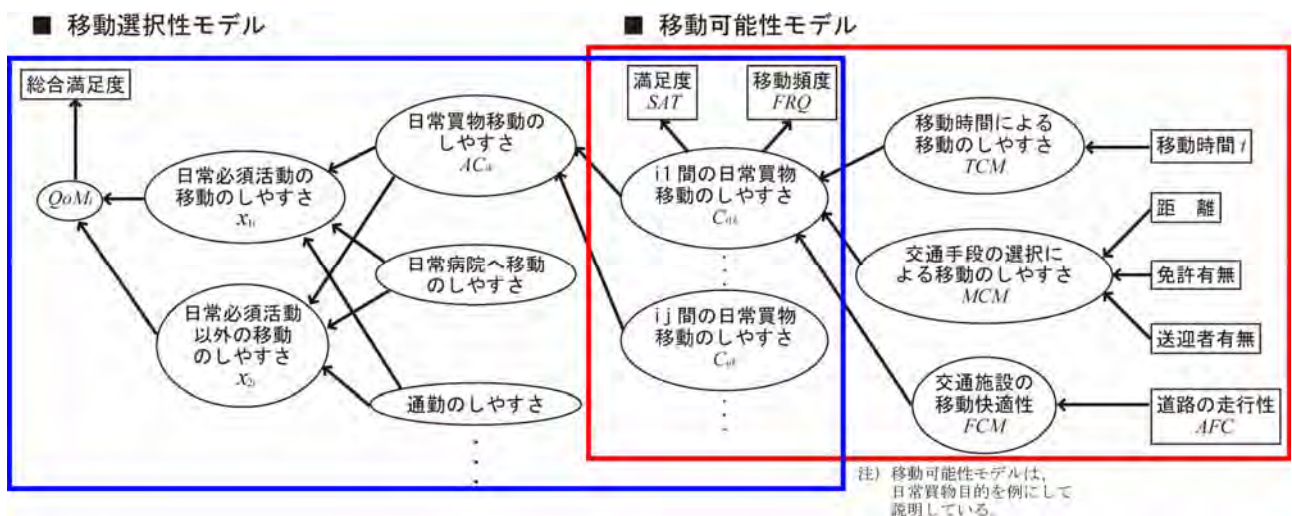 ■ 移動選択性モデル
■ 移動可能性モデル
総合満足度
QoMi
日常必須活動の
移動のしやすさ
x1i
日常必須活動
以外の移動
のしやすさ
x2i
日常買物移動の
しやすさ
日常病院へ移動
のしやすさ
通勤のしやすさ
満足度
SAT
移動頻度
FRQ
i1間の日常買物
移動のしやすさ
ij間の日常買物
移動のしやすさ
移動時間による
移動のしやすさ
TCM
交通手段の選択に
よる移動のしやすさ
MCM
交通施設の
移動快適性
FCM
移動時間 t
距 離
免許有無
送迎者有無
道路の走行性
AFC
注) 移動可能性モデルは、
日常買物目的を例にして
説明している。